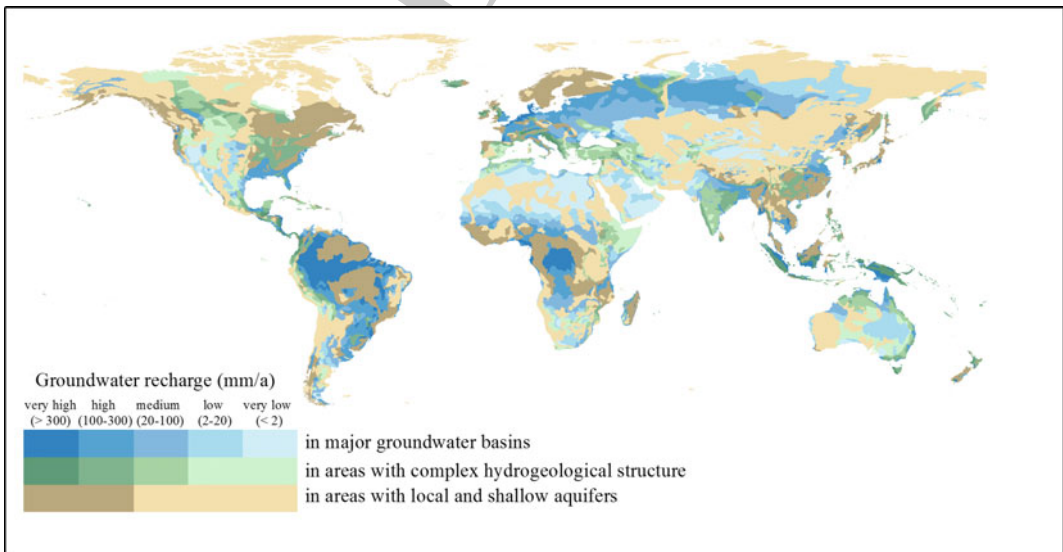 Groundwater recharge (mm/a)
very high high medium low very low
(> 300) (100-300) (20-100) (2-20) (< 2)
in major groundwater basins
in areas with complex hydrogeological structure
in areas with local and shallow aquifers